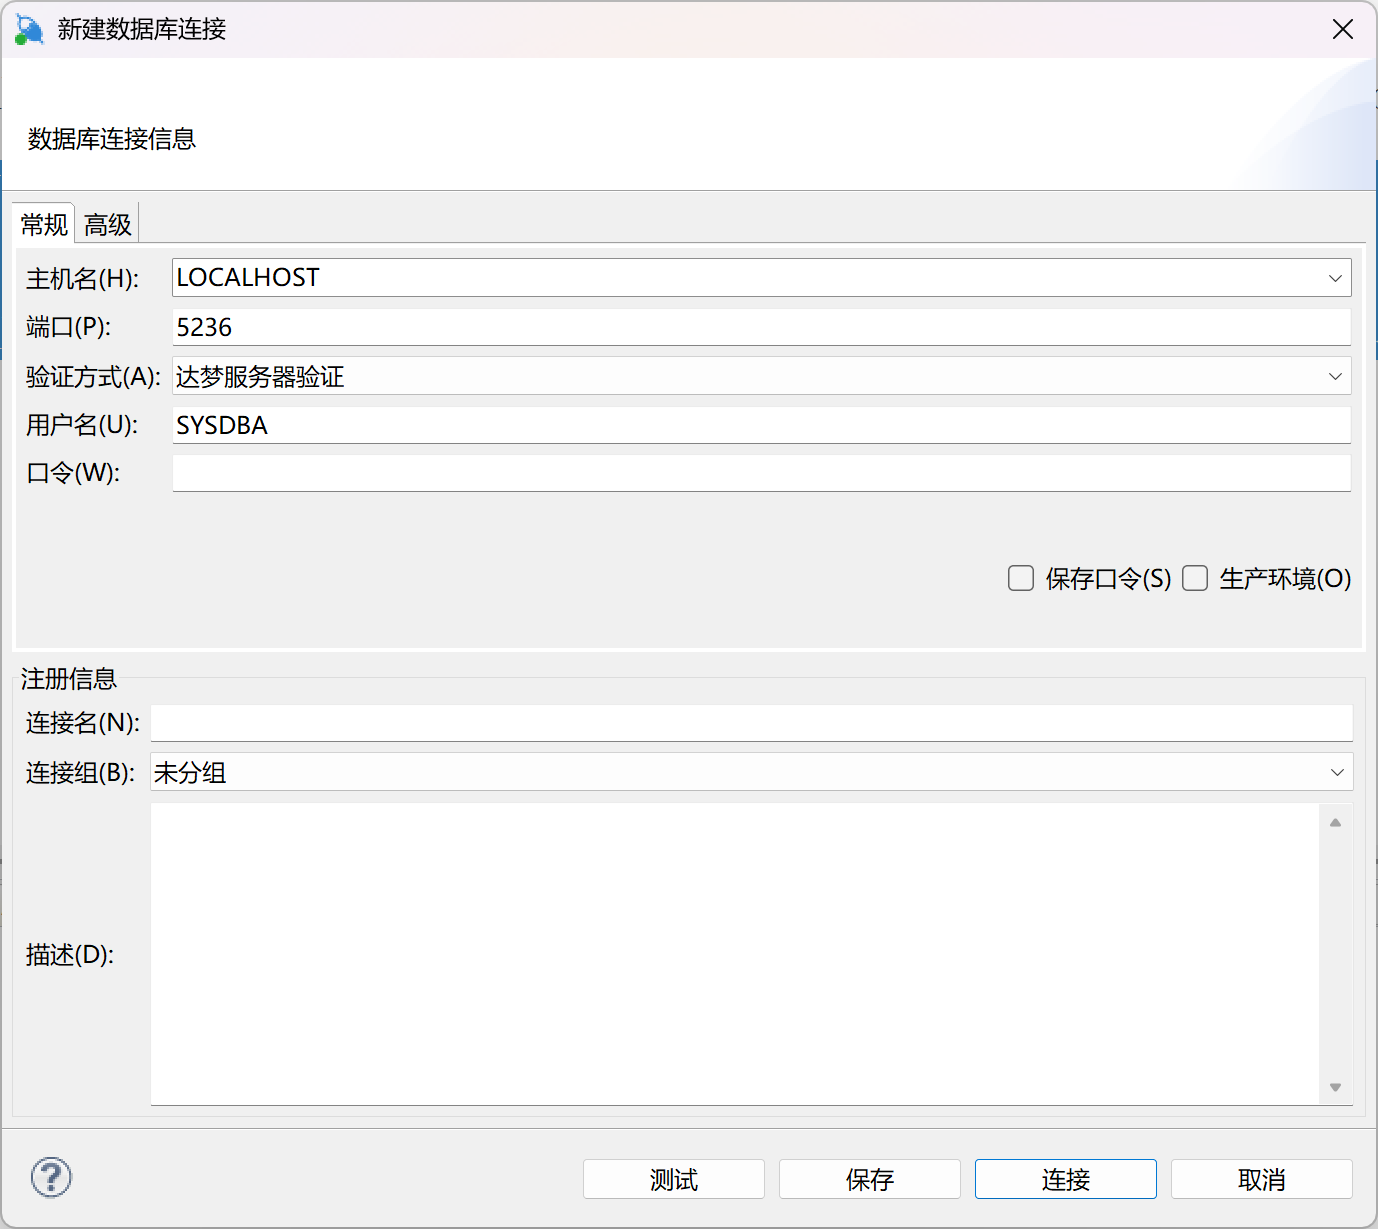 新建数据库连接
数据库连接信息
常规 高级
主机名(H): LOCALHOST
端口(P): 5236
验证方式(A): 达梦服务器验证
用户名(U): SYSDBA
口令(W):
保存口令(S) 生产环境(O)
注册信息
连接名(N):
连接组(B): 未分组
描述(D):
测试 保存 连接 取消